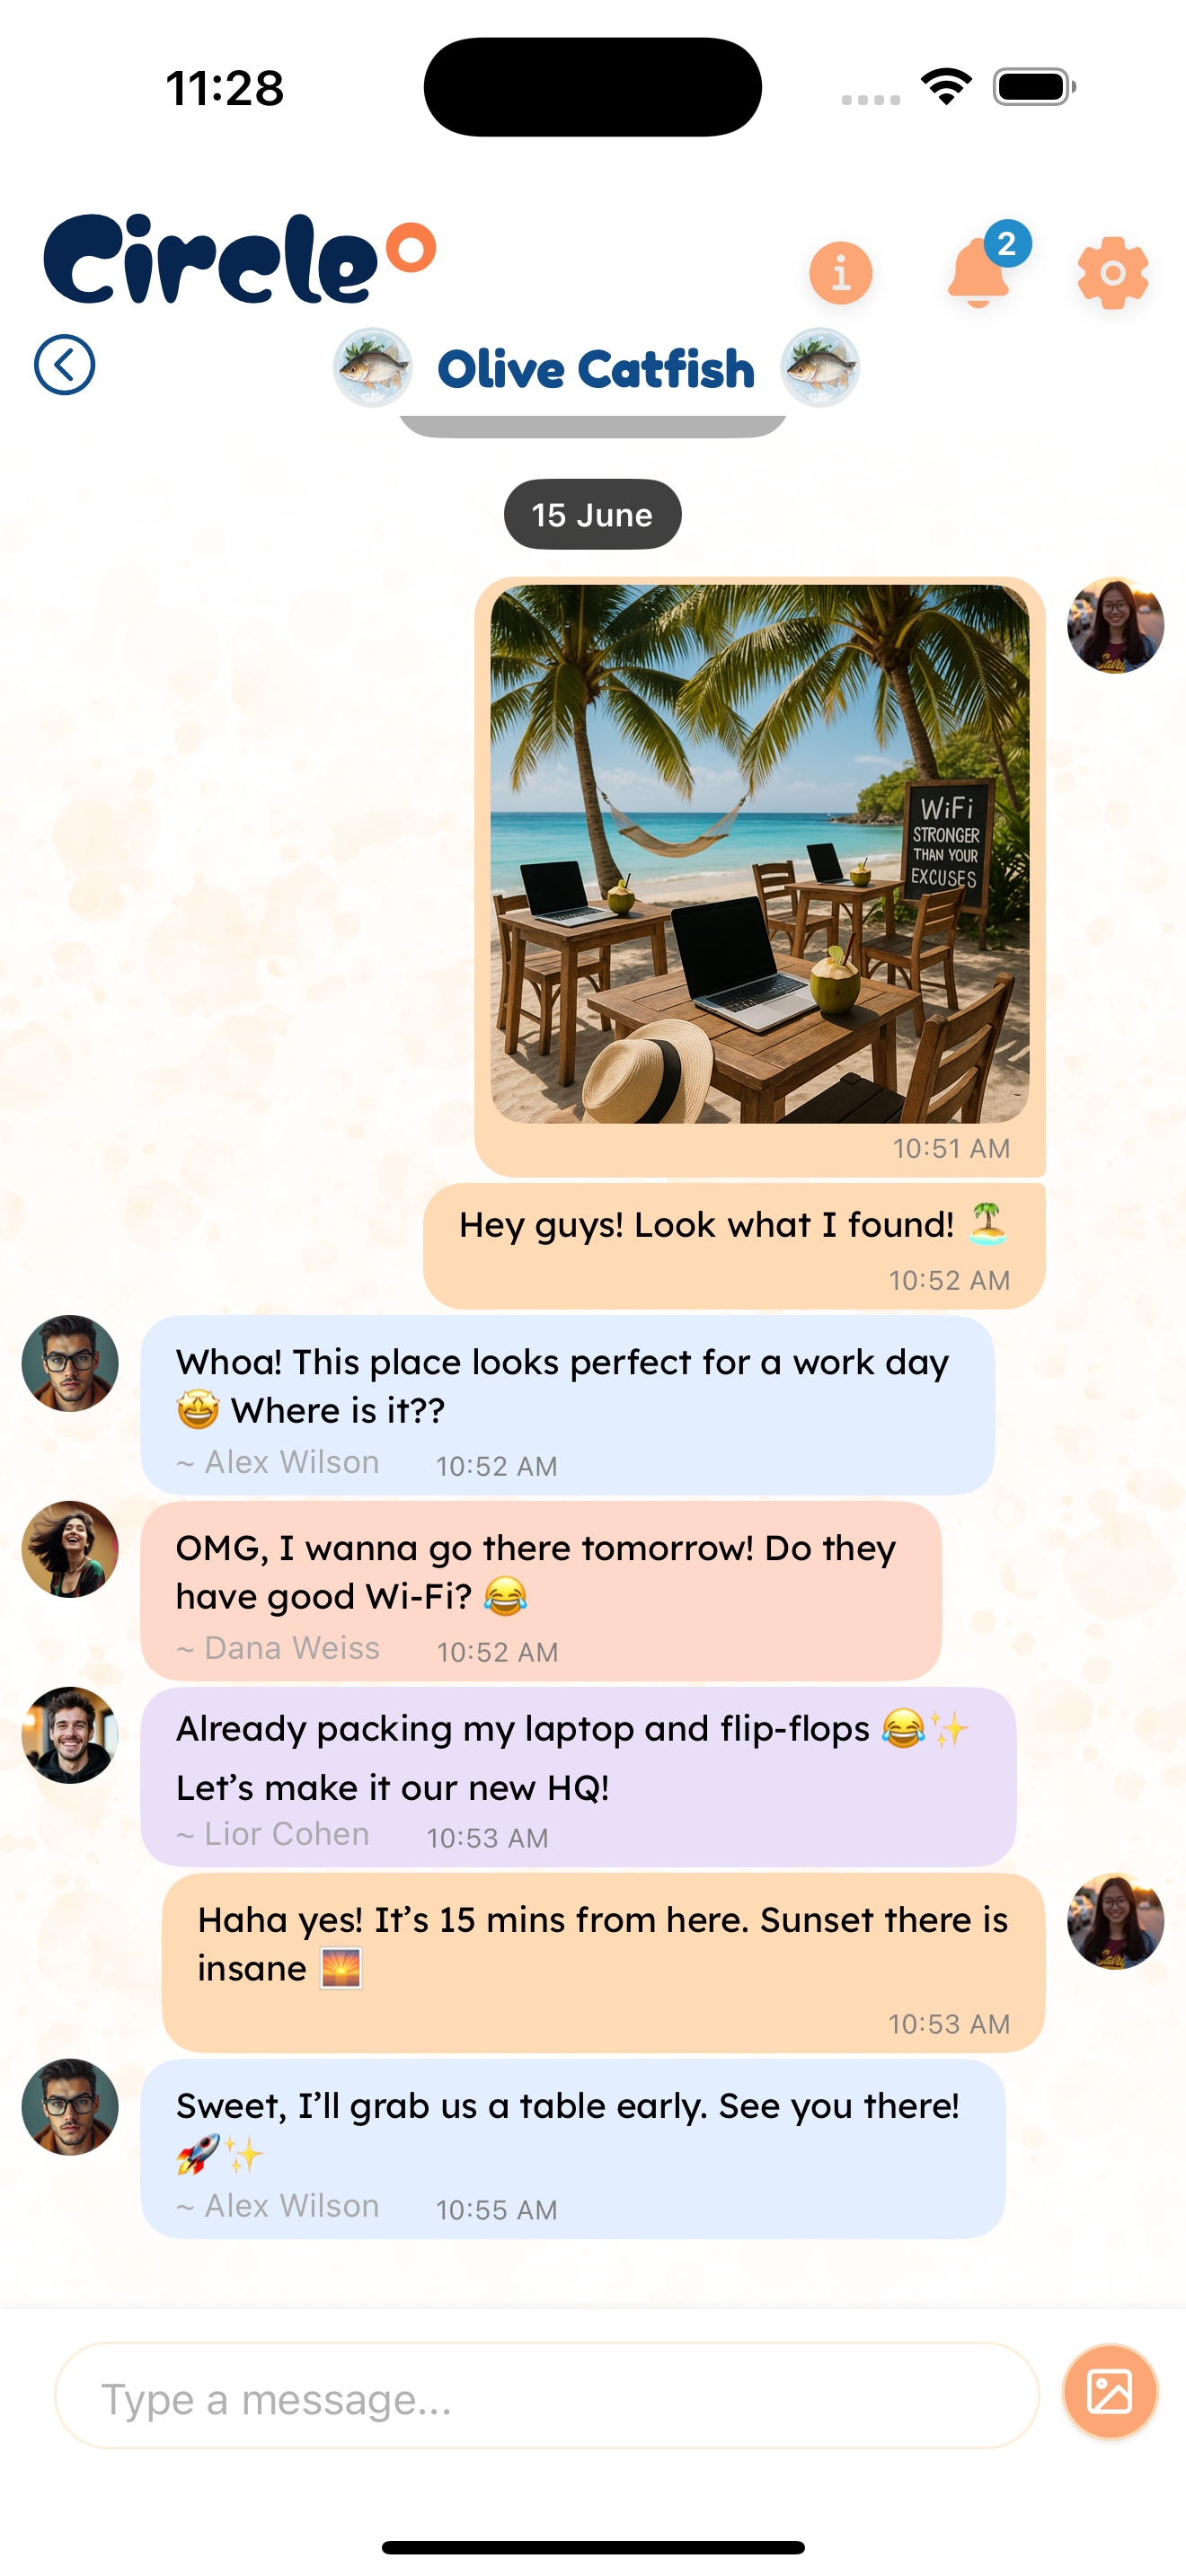 11:28
Circle
2
Olive Catfish
15 June
WiFi
STRONGER
THAN YOUR
EXCUSES
10:51 AM
Hey guys! Look what I found! 🏝️
10:52 AM
Whoa! This place looks perfect for a work day
🤩 Where is it??
~ Alex Wilson 10:52 AM
OMG, I wanna go there tomorrow! Do they
have good Wi-Fi? 😂
~ Dana Weiss 10:52 AM
Already packing my laptop and flip-flops 😂✨
Let’s make it our new HQ!
~ Lior Cohen 10:53 AM
Haha yes! It’s 15 mins from here. Sunset there is
insane 🌅
10:53 AM
Sweet, I’ll grab us a table early. See you there!
🚀✨
~ Alex Wilson 10:55 AM
Type a message...